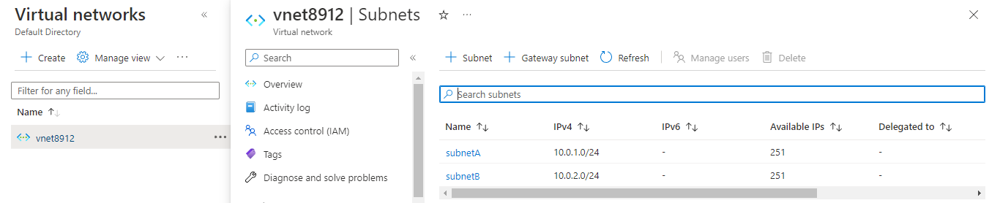 Virtual networks «
Default Directory
+ Create Manage view ···
Filter for any field...
Name ↑↓
vnet8912 ···
vnet8912 | Subnets ☆ ··· ×
Virtual network
Search «
Overview
Activity log
Access control (IAM)
Tags
Diagnose and solve problems
+ Subnet + Gateway subnet Refresh | Manage users Delete
Search subnets
Name ↑↓ IPv4 ↑↓ IPv6 ↑↓ Available IPs ↑↓ Delegated to ↑↓
subnetA 10.0.1.0/24 - 251 -
subnetB 10.0.2.0/24 - 251 -